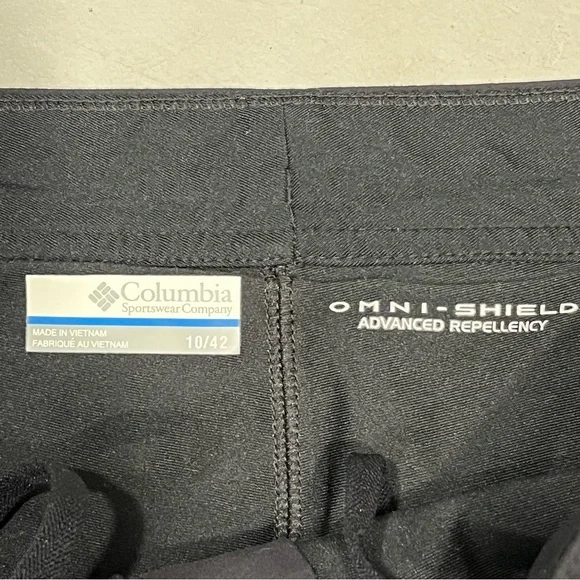 Columbia
Sportswear Company
MADE IN VIETNAM
FABRIQUÉ AU VIETNAM
10/42
OMNI-SHIELD
ADVANCED REPELLENCY